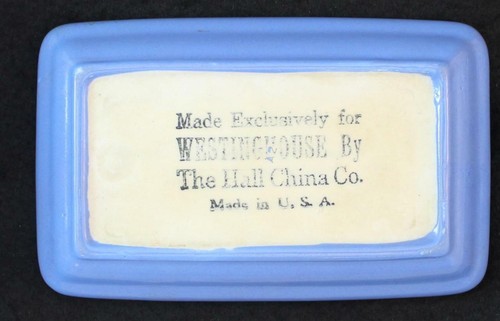 Made Exclusively for
WESTINGHOUSE By
The Hall China Co.
Made in U. S. A.